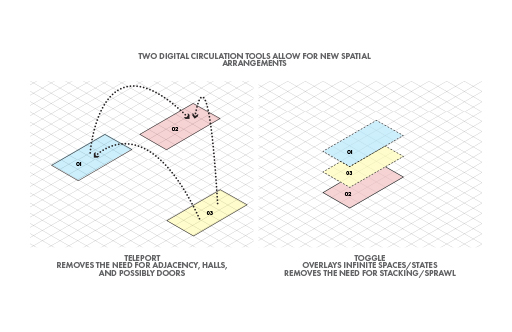 TWO DIGITAL CIRCULATION TOOLS ALLOW FOR NEW SPATIAL
ARRANGEMENTS
01
02
03
01
03
02
TELEPORT
REMOVES THE NEED FOR ADJACENCY, HALLS,
AND POSSIBLY DOORS
TOGGLE
OVERLAYS INFINITE SPACES/STATES
REMOVES THE NEED FOR STACKING/SPRAWL